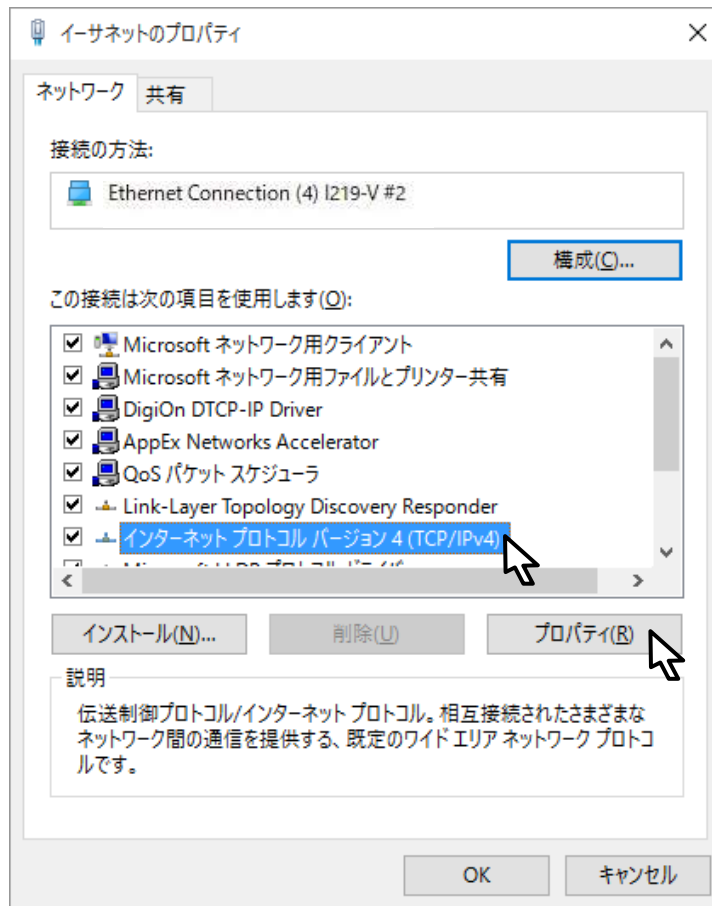 イーサネットのプロパティ
ネットワーク 共有
接続の方法:
Ethernet Connection (4) I219-V #2
構成(C)...
この接続は次の項目を使用します(O):
Microsoft ネットワーク用クライアント
Microsoft ネットワーク用ファイルとプリンター共有
DigiOn DTCP-IP Driver
AppEx Networks Accelerator
QoS パケット スケジューラ
Link-Layer Topology Discovery Responder
インターネット プロトコル バージョン 4 (TCP/IPv4)
インストール(N)... 削除(U) プロパティ(R)
説明
伝送制御プロトコル/インターネット プロトコル。相互接続されたさまざまな
ネットワーク間の通信を提供する、既定のワイド エリア ネットワーク プロトコ
ルです。
OK キャンセル